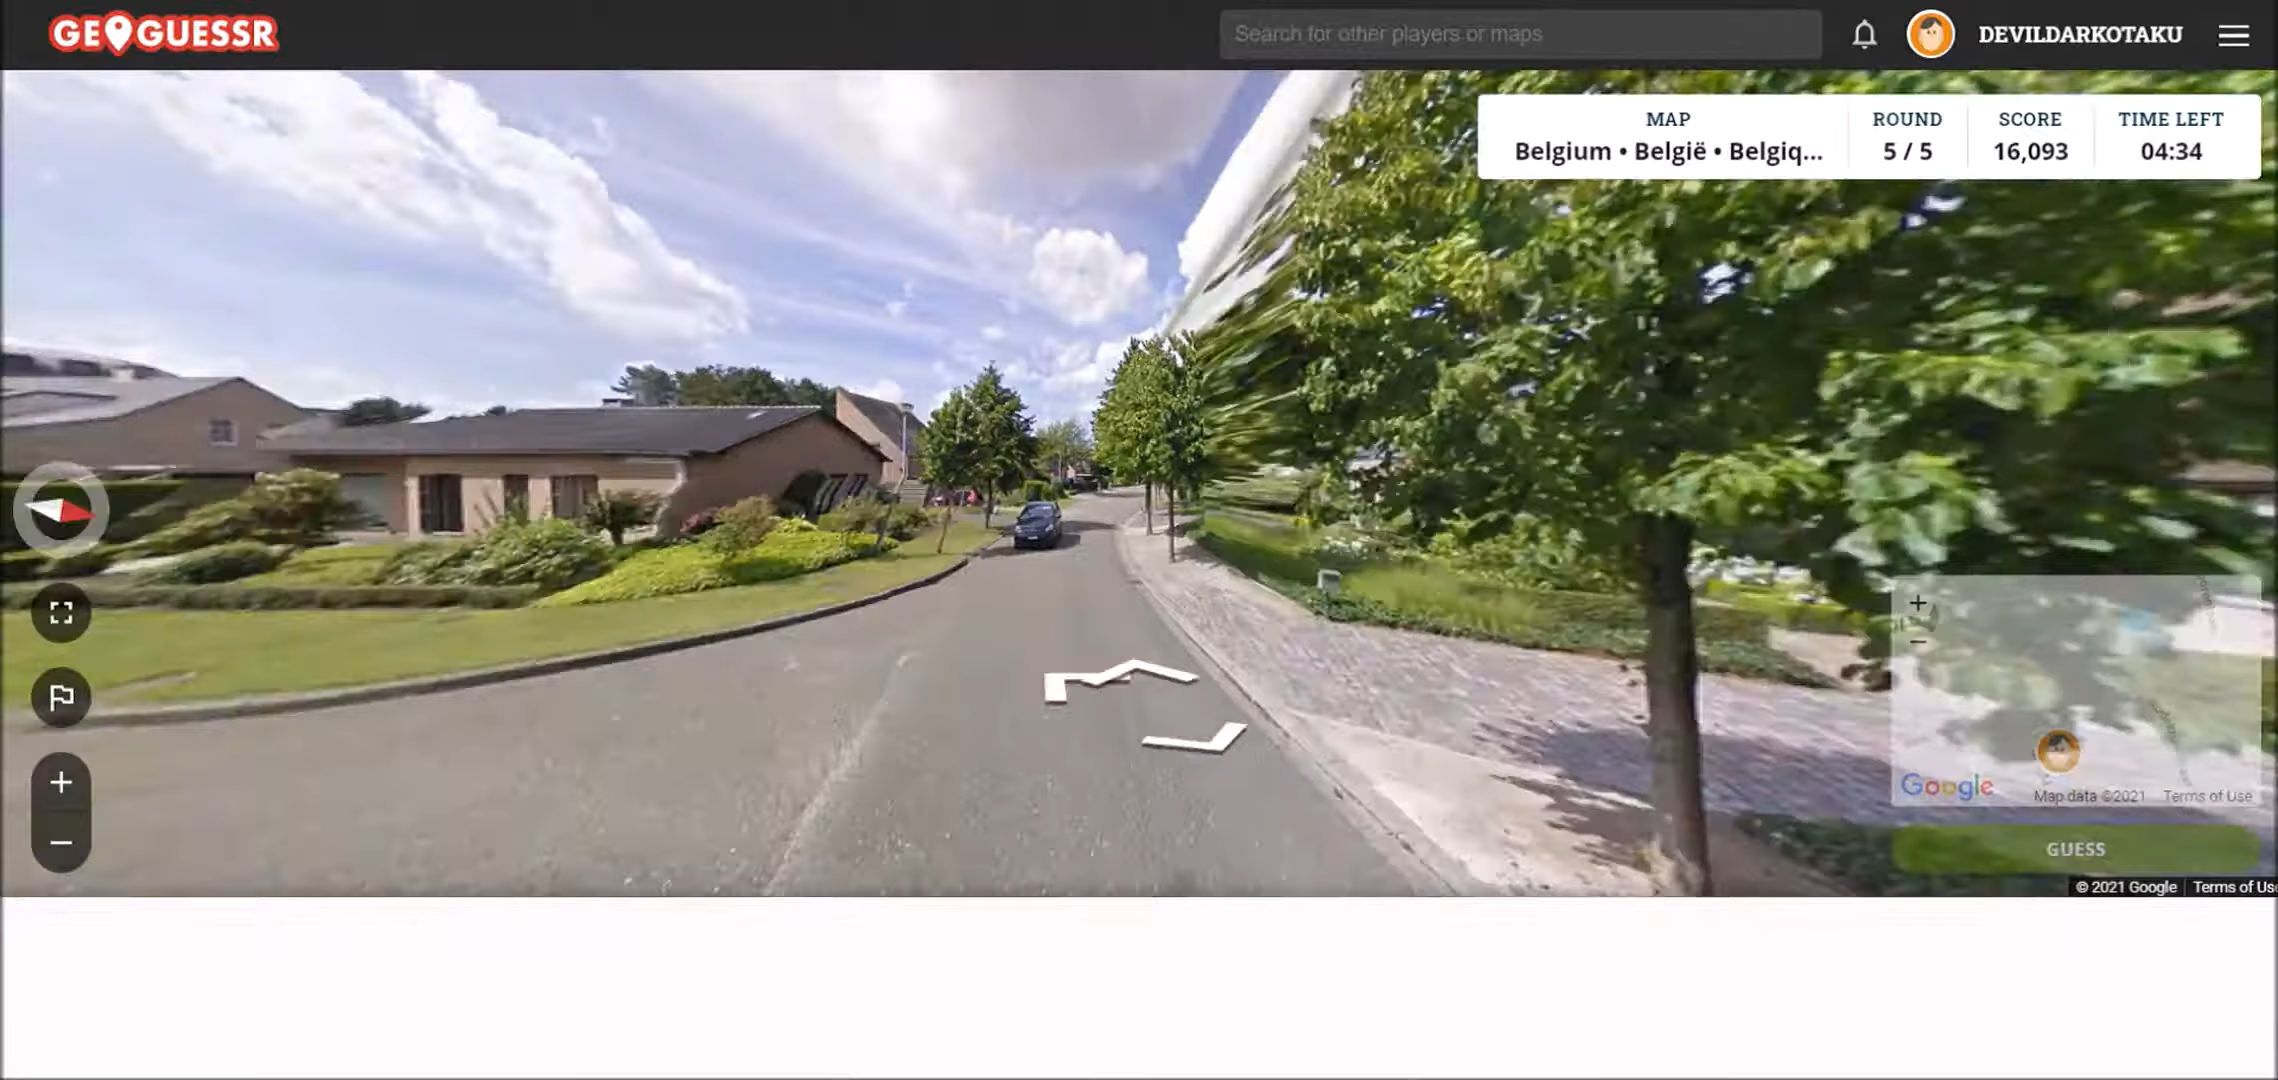 GEOGUESSR
Search for other players or maps
DEVILDARKOTAKU
MAP
Belgium • België • Belgiq...
ROUND
5 / 5
SCORE
16,093
TIME LEFT
04:34
+
−
+
−
Google
Map data ©2021
Terms of Use
GUESS
© 2021 Google
Terms of Use